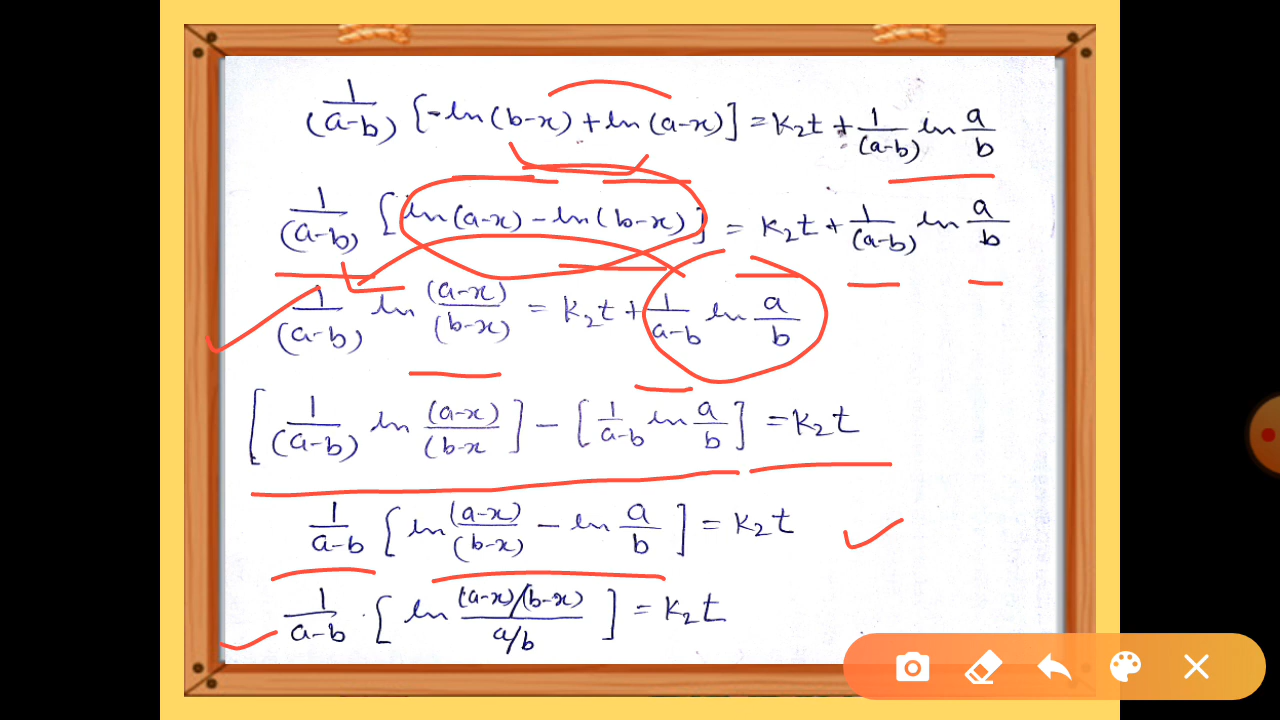 1/(a-b) [-ln(b-x) + ln(a-x)] = K₂t + 1/(a-b) ln a/b
1/(a-b) [ln(a-x) - ln(b-x)] = K₂t + 1/(a-b) ln a/b
1/(a-b) ln (a-x)/(b-x) = K₂t + 1/a-b ln a/b
[1/(a-b) ln (a-x)/(b-x] - [1/a-b ln a/b] = K₂t
1/a-b [ln (a-x)/(b-x) - ln a/b] = K₂t
1/a-b · [ln (a-x)/(b-x)/a/b] = K₂t